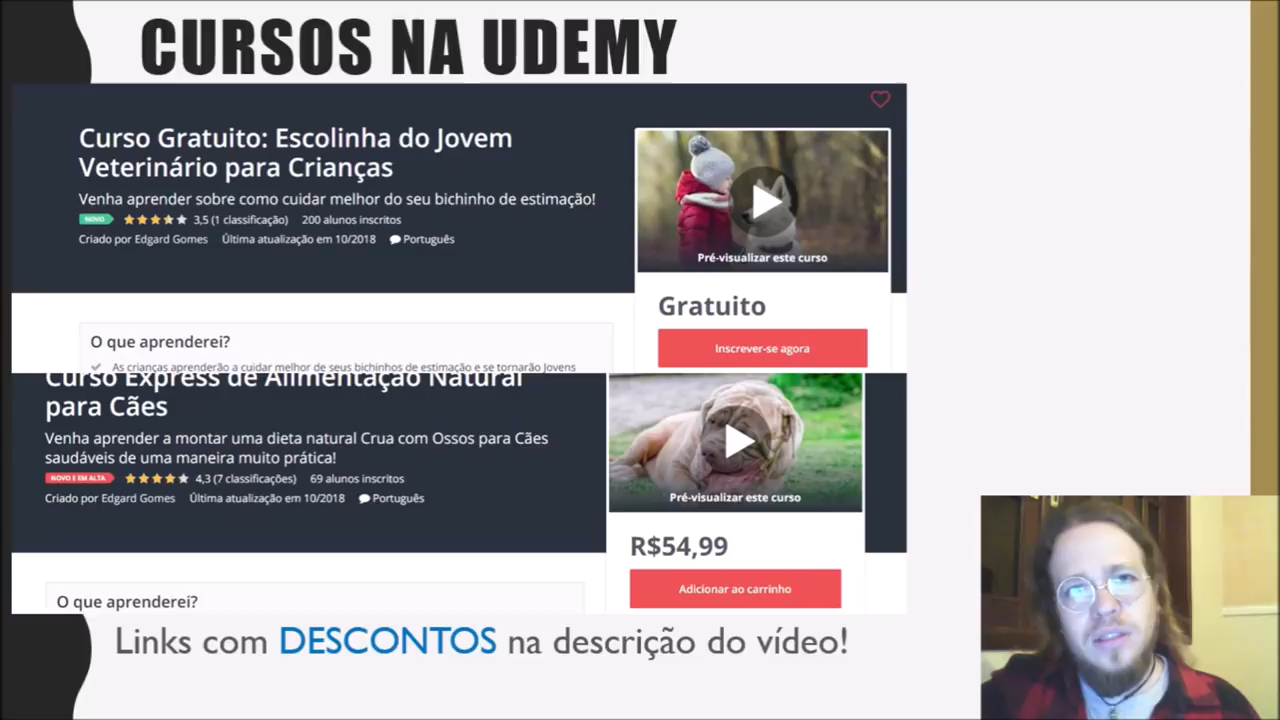 CURSOS NA UDEMY
Curso Gratuito: Escolinha do Jovem
Veterinário para Crianças
Venha aprender sobre como cuidar melhor do seu bichinho de estimação!
NOVO 3,5 (1 classificação) 200 alunos inscritos
Criado por Edgard Gomes Última atualização em 10/2018 Português
Pré-visualizar este curso
Gratuito
Inscrever-se agora
O que aprenderei?
As crianças aprenderão a cuidar melhor de seus bichinhos de estimação e se tornarão Jovens
Curso Express de Alimentação Natural
para Cães
Venha aprender a montar uma dieta natural Crua com Ossos para Cães
saudáveis de uma maneira muito prática!
NOVO E EM ALTA 4,3 (7 classificações) 69 alunos inscritos
Criado por Edgard Gomes Última atualização em 10/2018 Português
Pré-visualizar este curso
R$54,99
Adicionar ao carrinho
O que aprenderei?
Links com DESCONTOS na descrição do vídeo!